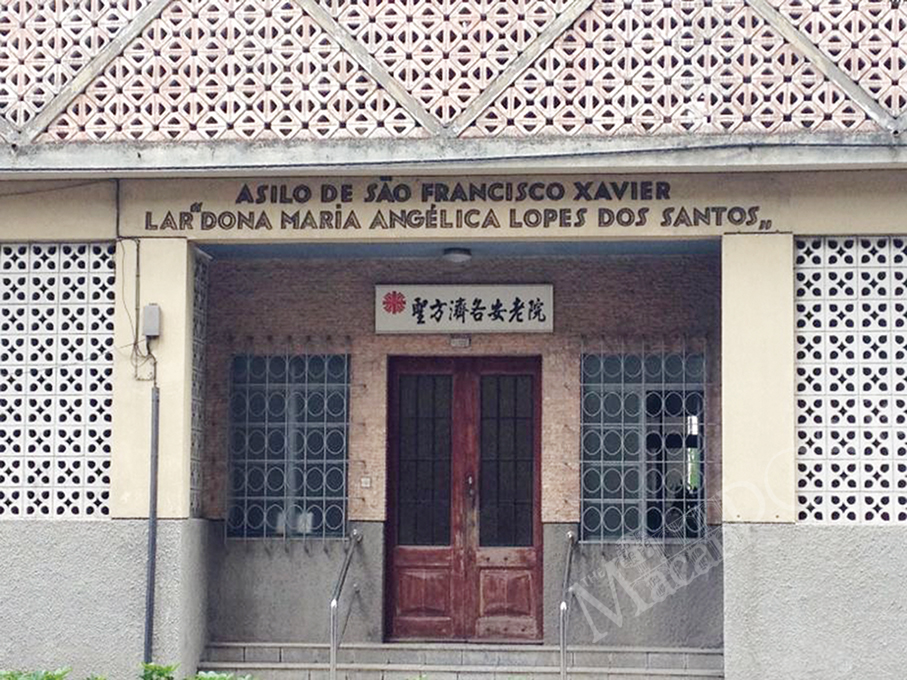 ASILO DE SÃO FRANCISCO XAVIER
LAR "DONA MARIA ANGÉLICA LOPES DOS SANTOS„
聖方濟各安老院